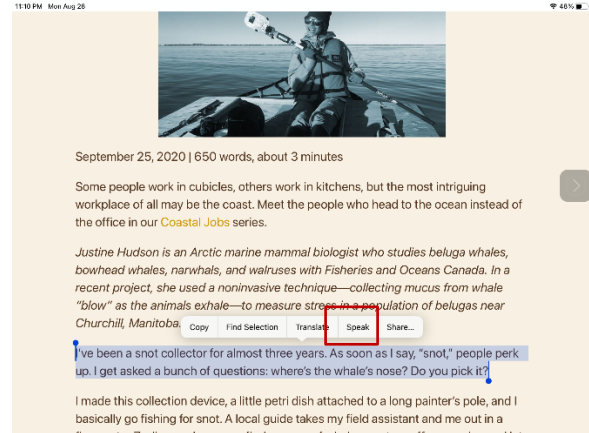 11:10 PM Mon Aug 28
46%
September 25, 2020 | 650 words, about 3 minutes
Some people work in cubicles, others work in kitchens, but the most intriguing
workplace of all may be the coast. Meet the people who head to the ocean instead of
the office in our Coastal Jobs series.
Justine Hudson is an Arctic marine mammal biologist who studies beluga whales,
bowhead whales, narwhals, and walruses with Fisheries and Oceans Canada. In a
recent project, she used a noninvasive technique—collecting mucus from whale
“blow” as the animals exhale—to measure stress in a population of belugas near
Churchill, Manitoba.
Copy Find Selection Translate Speak Share...
I've been a snot collector for almost three years. As soon as I say, “snot,” people perk
up. I get asked a bunch of questions: where's the whale's nose? Do you pick it?
I made this collection device, a little petri dish attached to a long painter's pole, and I
basically go fishing for snot. A local guide takes my field assistant and me out in a